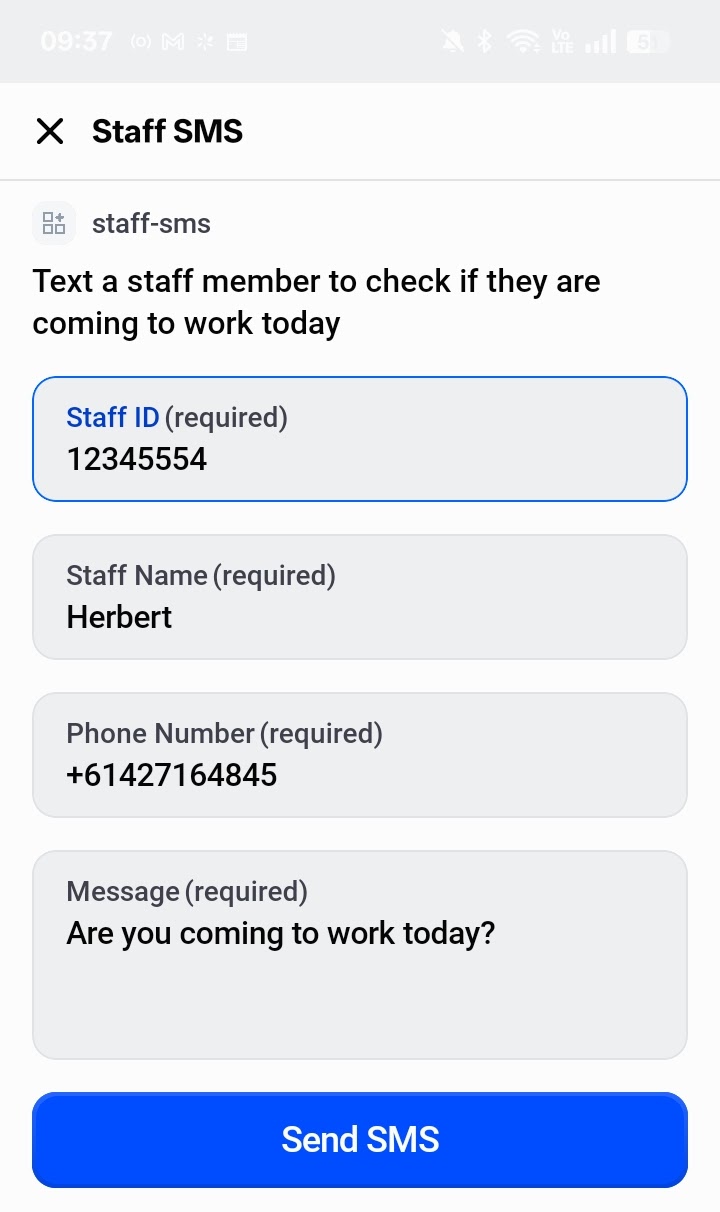 09:37
Vo
LTE
Staff SMS
staff-sms
Text a staff member to check if they are
coming to work today
Staff ID (required)
12345554
Staff Name (required)
Herbert
Phone Number (required)
+61427164845
Message (required)
Are you coming to work today?
Send SMS